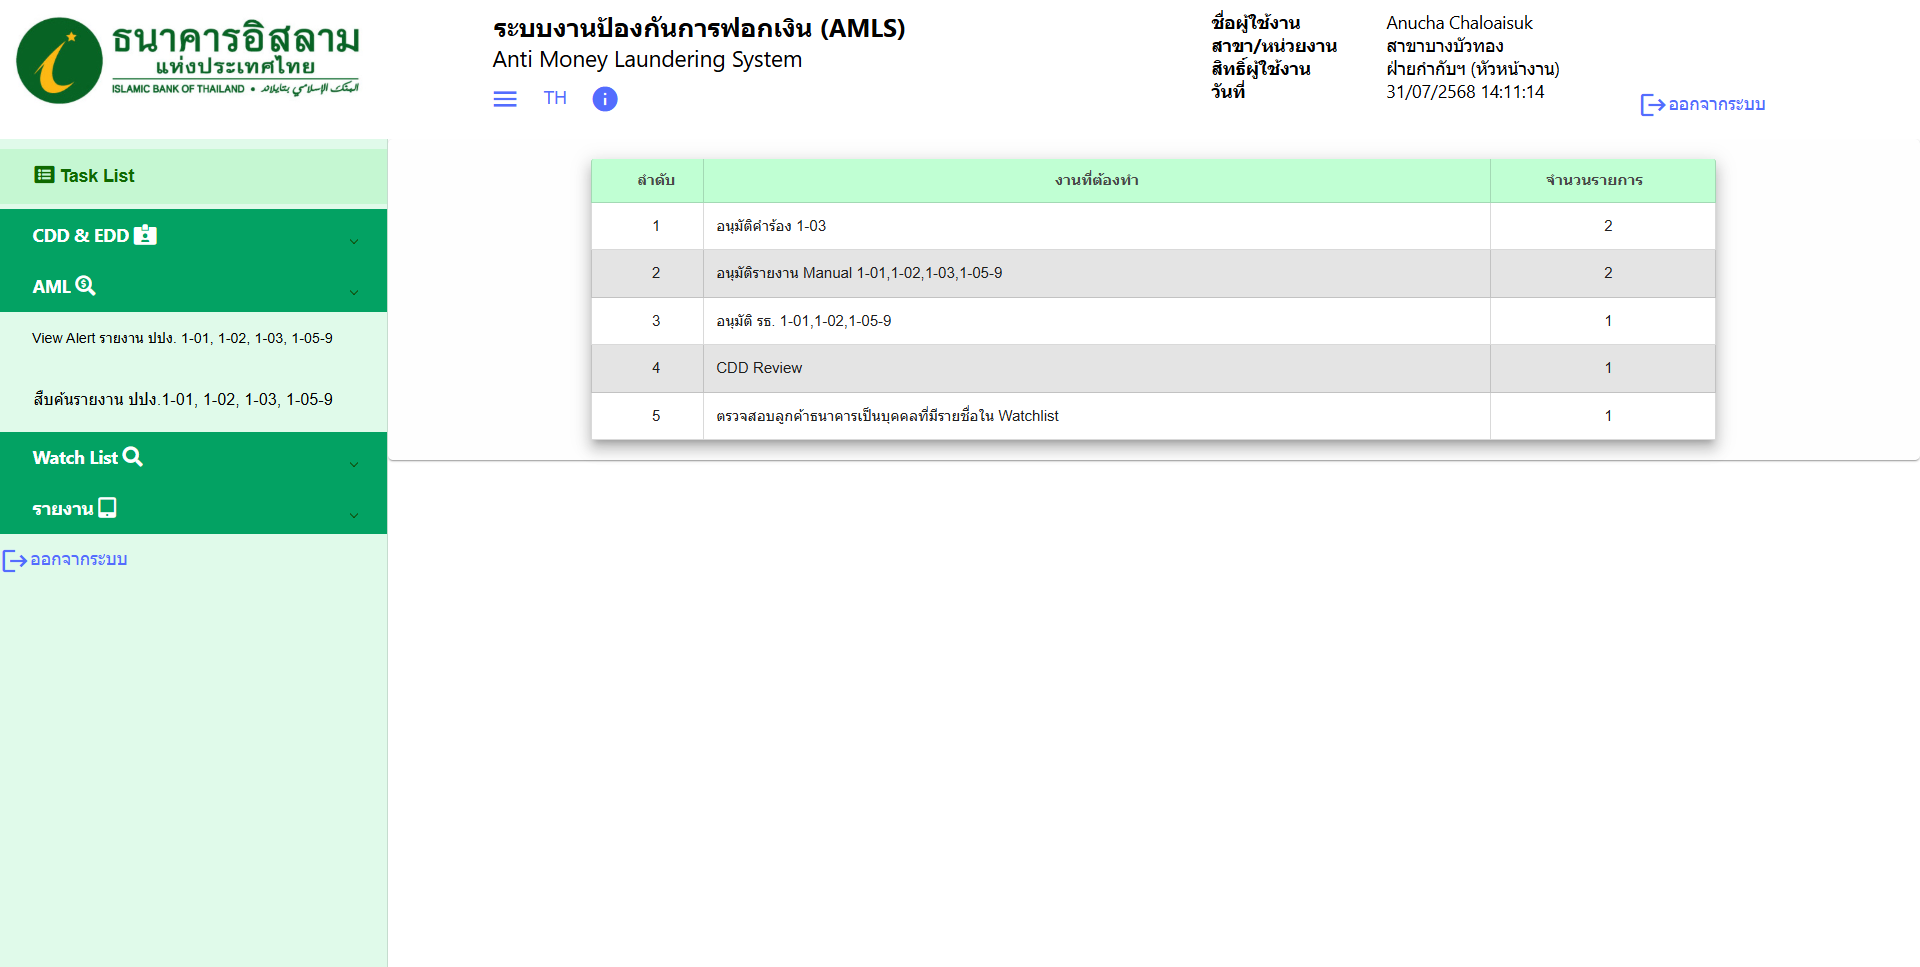 ธนาคารอิสลาม
แห่งประเทศไทย
ISLAMIC BANK OF THAILAND •
ระบบงานป้องกันการฟอกเงิน (AMLS)
Anti Money Laundering System
TH
ชื่อผู้ใช้งาน Anucha Chaloaisuk
สาขา/หน่วยงาน สาขาบางบัวทอง
สิทธิ์ผู้ใช้งาน ฝ่ายกำกับฯ (หัวหน้างาน)
วันที่ 31/07/2568 14:11:14
ออกจากระบบ
Task List
CDD & EDD
AML
View Alert รายงาน ปปง. 1-01, 1-02, 1-03, 1-05-9
สืบค้นรายงาน ปปง.1-01, 1-02, 1-03, 1-05-9
Watch List
รายงาน
ออกจากระบบ
ลำดับ งานที่ต้องทำ จำนวนรายการ
1 อนุมัติคำร้อง 1-03 2
2 อนุมัติรายงาน Manual 1-01,1-02,1-03,1-05-9 2
3 อนุมัติ รธ. 1-01,1-02,1-05-9 1
4 CDD Review 1
5 ตรวจสอบลูกค้าธนาคารเป็นบุคคลที่มีรายชื่อใน Watchlist 1